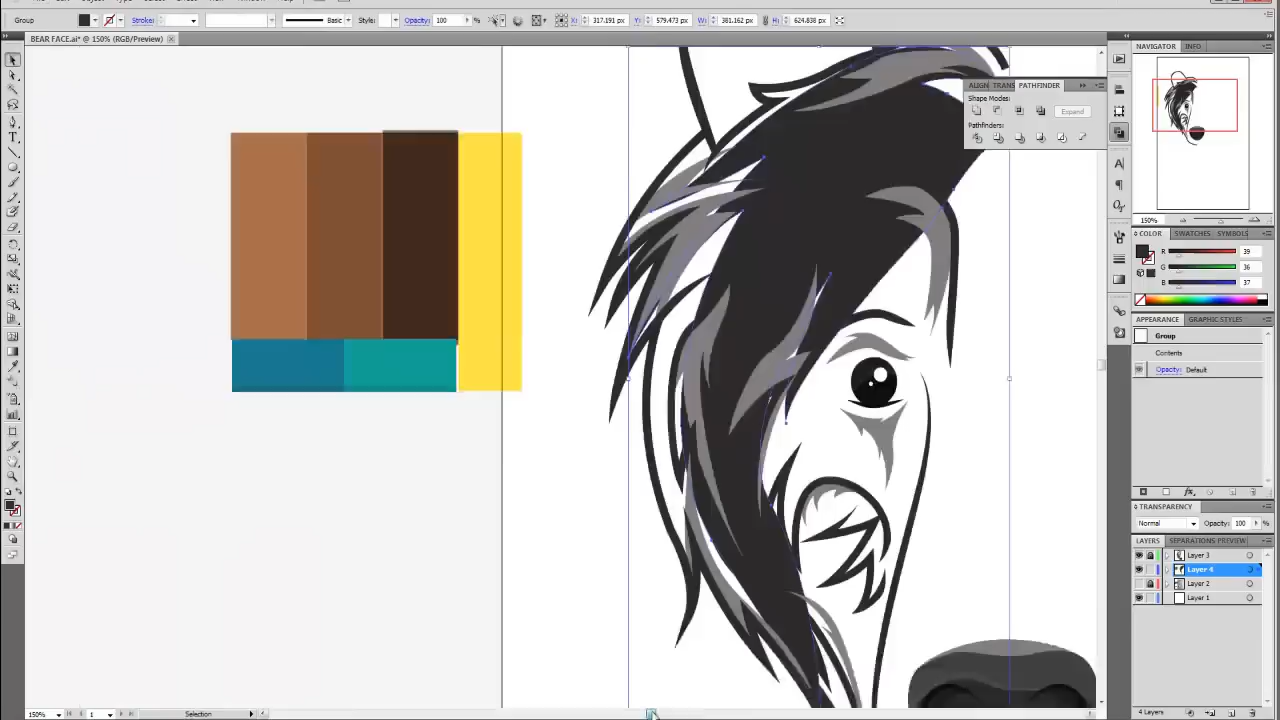 Group
Stroke:
Basic
Style:
Opacity: 100 %
X: 317.191 px
Y: 579.473 px
W: 381.162 px
H: 624.838 px
BEAR FACE.ai* @ 150% (RGB/Preview)
NAVIGATOR INFO
ALIGN TRANS PATHFINDER
Shape Modes:
Expand
Pathfinders:
150%
COLOR SWATCHES SYMBOLS
R 39
G 36
B 37
APPEARANCE GRAPHIC STYLES
Group
Contents
Opacity: Default
TRANSPARENCY
Normal Opacity: 100 %
LAYERS SEPARATIONS PREVIEW
Layer 3
Layer 4
Layer 2
Layer 1
150% 1 Selection
4 Layers